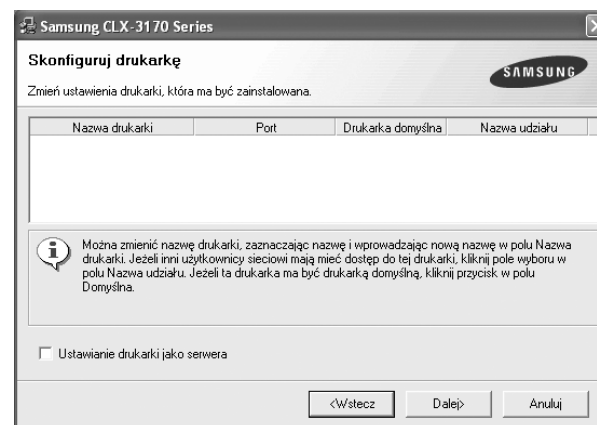 Samsung CLX-3170 Series
Skonfiguruj drukarkę
Zmień ustawienia drukarki, która ma być zainstalowana.
SAMSUNG
Nazwa drukarki Port Drukarka domyślna Nazwa udziału
Można zmienić nazwę drukarki, zaznaczając nazwę i wprowadzając nową nazwę w polu Nazwa
drukarki. Jeżeli inni użytkownicy sieciowi mają mieć dostęp do tej drukarki, kliknij pole wyboru w
polu Nazwa udziału. Jeżeli ta drukarka ma być drukarką domyślną, kliknij przycisk w polu
Domyślna.
Ustawianie drukarki jako serwera
<Wstecz Dalej> Anuluj